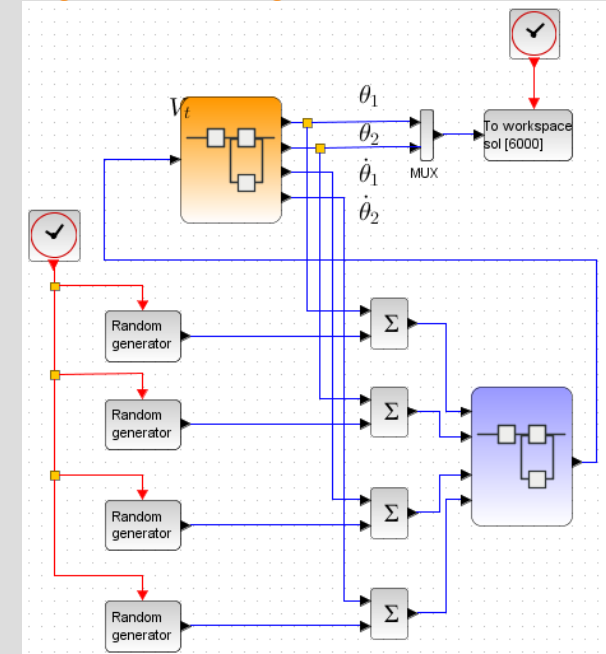 V_t
θ₁
θ₂
θ̇₁
θ̇₂
MUX
To workspace
sol [6000]
Random
generator
Σ
Random
generator
Σ
Random
generator
Σ
Random
generator
Σ